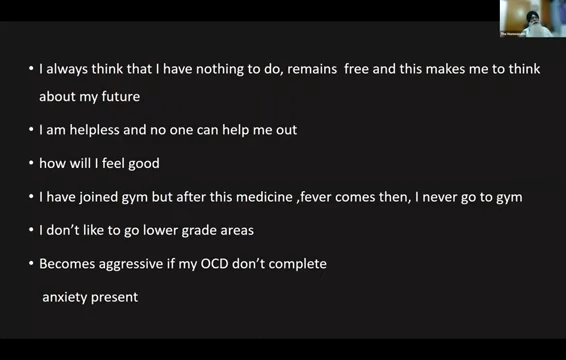 • I always think that I have nothing to do, remains free and this makes me to think
about my future
• I am helpless and no one can help me out
• how will I feel good
• I have joined gym but after this medicine ,fever comes then, I never go to gym
• I don't like to go lower grade areas
• Becomes aggressive if my OCD don't complete
anxiety present